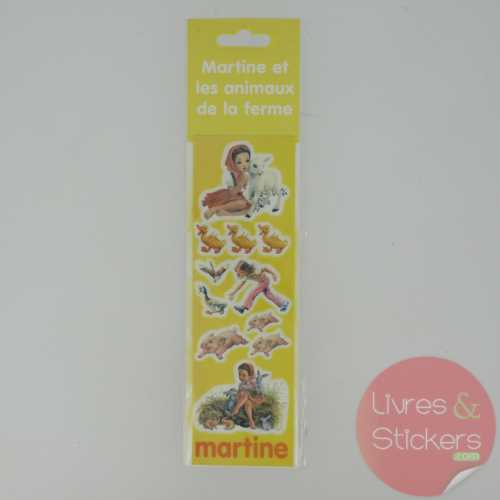 Martine et
les animaux
de la ferme
martine
Livres &
Stickers
.com